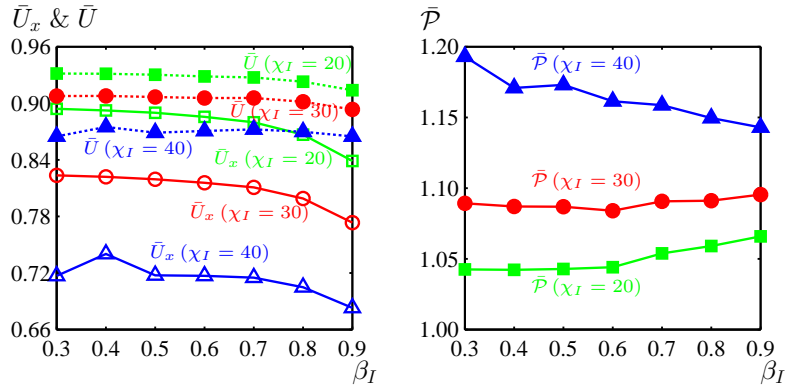 Ū_x & Ū
0.96
0.90
0.84
0.78
0.72
0.66
Ū (χ_I = 20)
Ū (χ_I = 30)
Ū (χ_I = 40)
Ū_x (χ_I = 20)
Ū_x (χ_I = 30)
Ū_x (χ_I = 40)
0.3 0.4 0.5 0.6 0.7 0.8 0.9
β_I
𝒫̄
1.20
1.15
1.10
1.05
1.00
𝒫̄ (χ_I = 40)
𝒫̄ (χ_I = 30)
𝒫̄ (χ_I = 20)
0.3 0.4 0.5 0.6 0.7 0.8 0.9
β_I